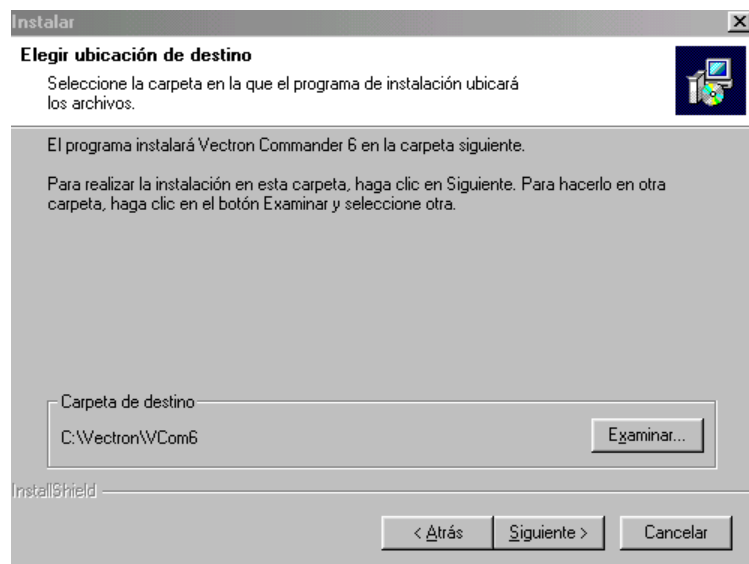 Instalar
Elegir ubicación de destino
Seleccione la carpeta en la que el programa de instalación ubicará
los archivos.
El programa instalará Vectron Commander 6 en la carpeta siguiente.
Para realizar la instalación en esta carpeta, haga clic en Siguiente. Para hacerlo en otra
carpeta, haga clic en el botón Examinar y seleccione otra.
Carpeta de destino
C:\Vectron\VCom6
Examinar...
InstallShield
< Atrás
Siguiente >
Cancelar